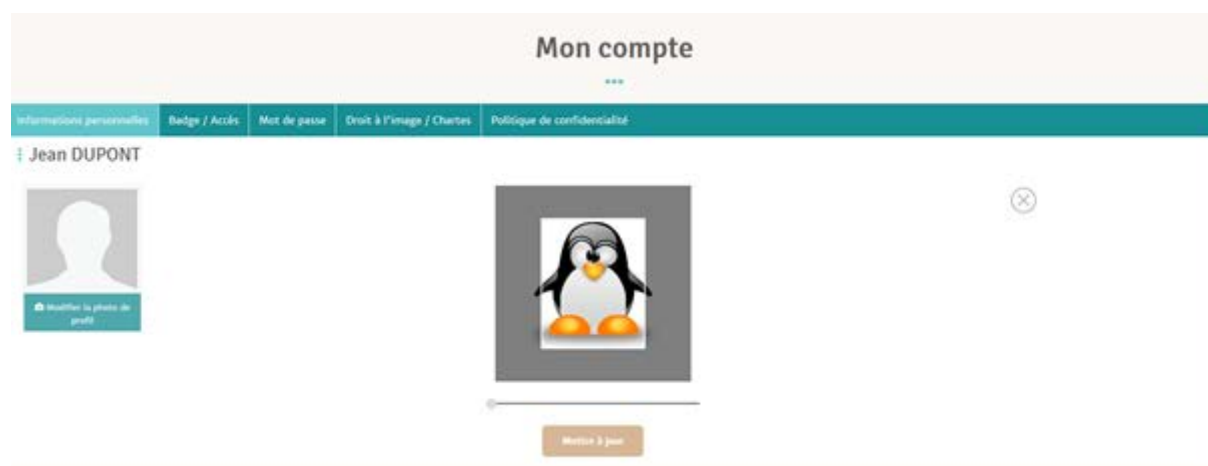 Mon compte
Informations personnelles
Badge / Accès
Mot de passe
Droit à l'image / Chartes
Politique de confidentialité
Jean DUPONT
Modifier la photo de
profil
Mettre à jour